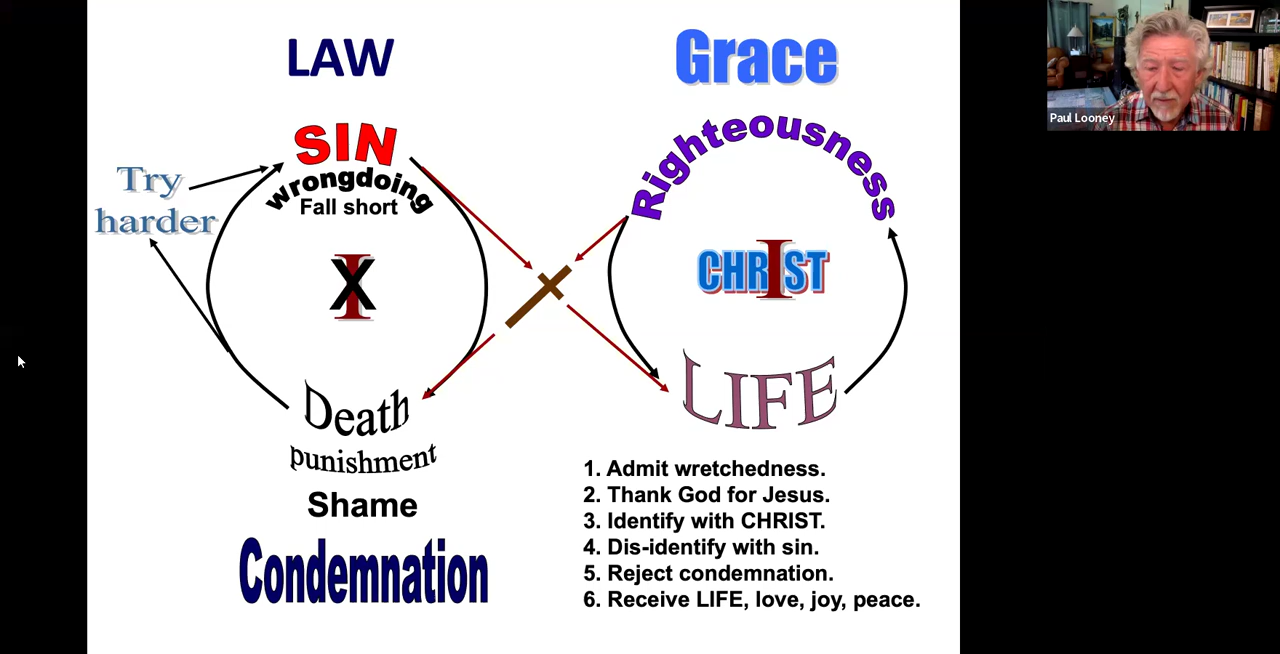 LAW
Grace
SIN
wrongdoing
Fall short
Try
harder
X
I
Death
punishment
Shame
Condemnation
Righteousness
CHRIST
LIFE
1. Admit wretchedness.
2. Thank God for Jesus.
3. Identify with CHRIST.
4. Dis-identify with sin.
5. Reject condemnation.
6. Receive LIFE, love, joy, peace.
Paul Looney